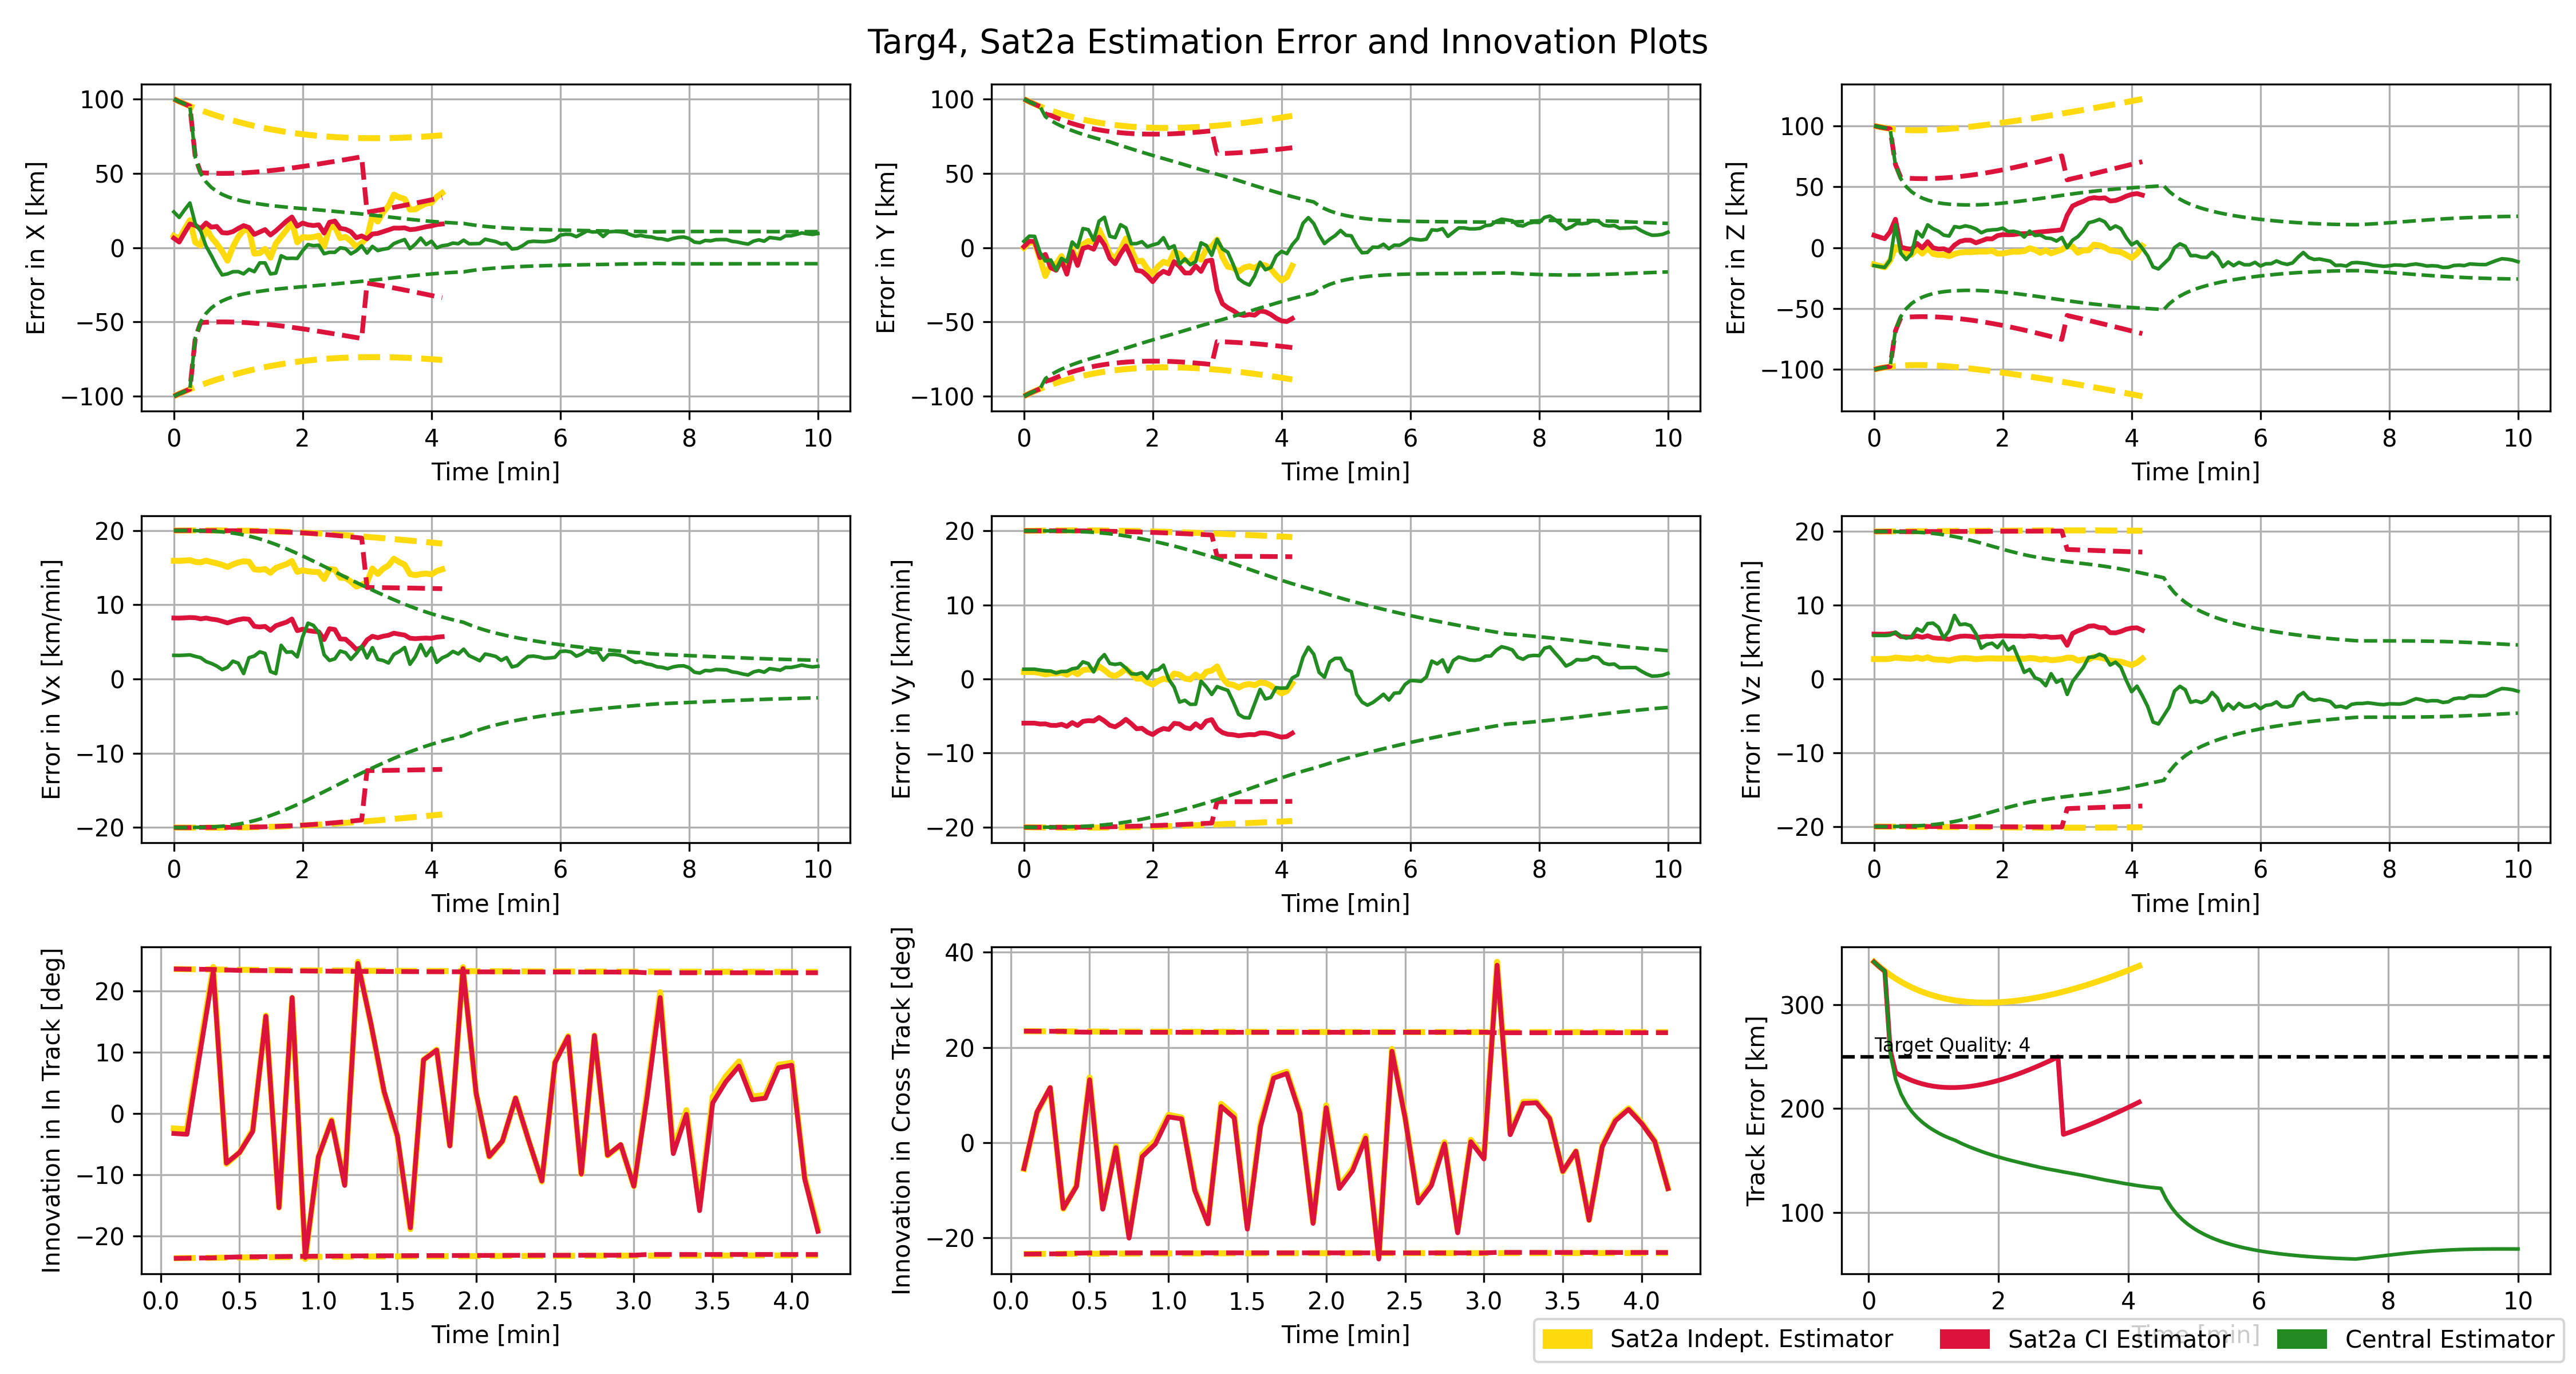 Targ4, Sat2a Estimation Error and Innovation Plots
Error in X [km]
100
50
0
−50
−100
0 2 4 6 8 10
Time [min]
Error in Y [km]
100
50
0
−50
−100
0 2 4 6 8 10
Time [min]
Error in Z [km]
100
50
0
−50
−100
0 2 4 6 8 10
Time [min]
Error in Vx [km/min]
20
10
0
−10
−20
0 2 4 6 8 10
Time [min]
Error in Vy [km/min]
20
10
0
−10
−20
0 2 4 6 8 10
Time [min]
Error in Vz [km/min]
20
10
0
−10
−20
0 2 4 6 8 10
Time [min]
Innovation in In Track [deg]
20
10
0
−10
−20
0.0 0.5 1.0 1.5 2.0 2.5 3.0 3.5 4.0
Time [min]
Innovation in Cross Track [deg]
40
20
0
−20
0.0 0.5 1.0 1.5 2.0 2.5 3.0 3.5 4.0
Time [min]
Track Error [km]
300
200
100
Target Quality: 4
0 2 4 6 8 10
Time [min]
Sat2a Indept. Estimator
Sat2a CI Estimator
Central Estimator